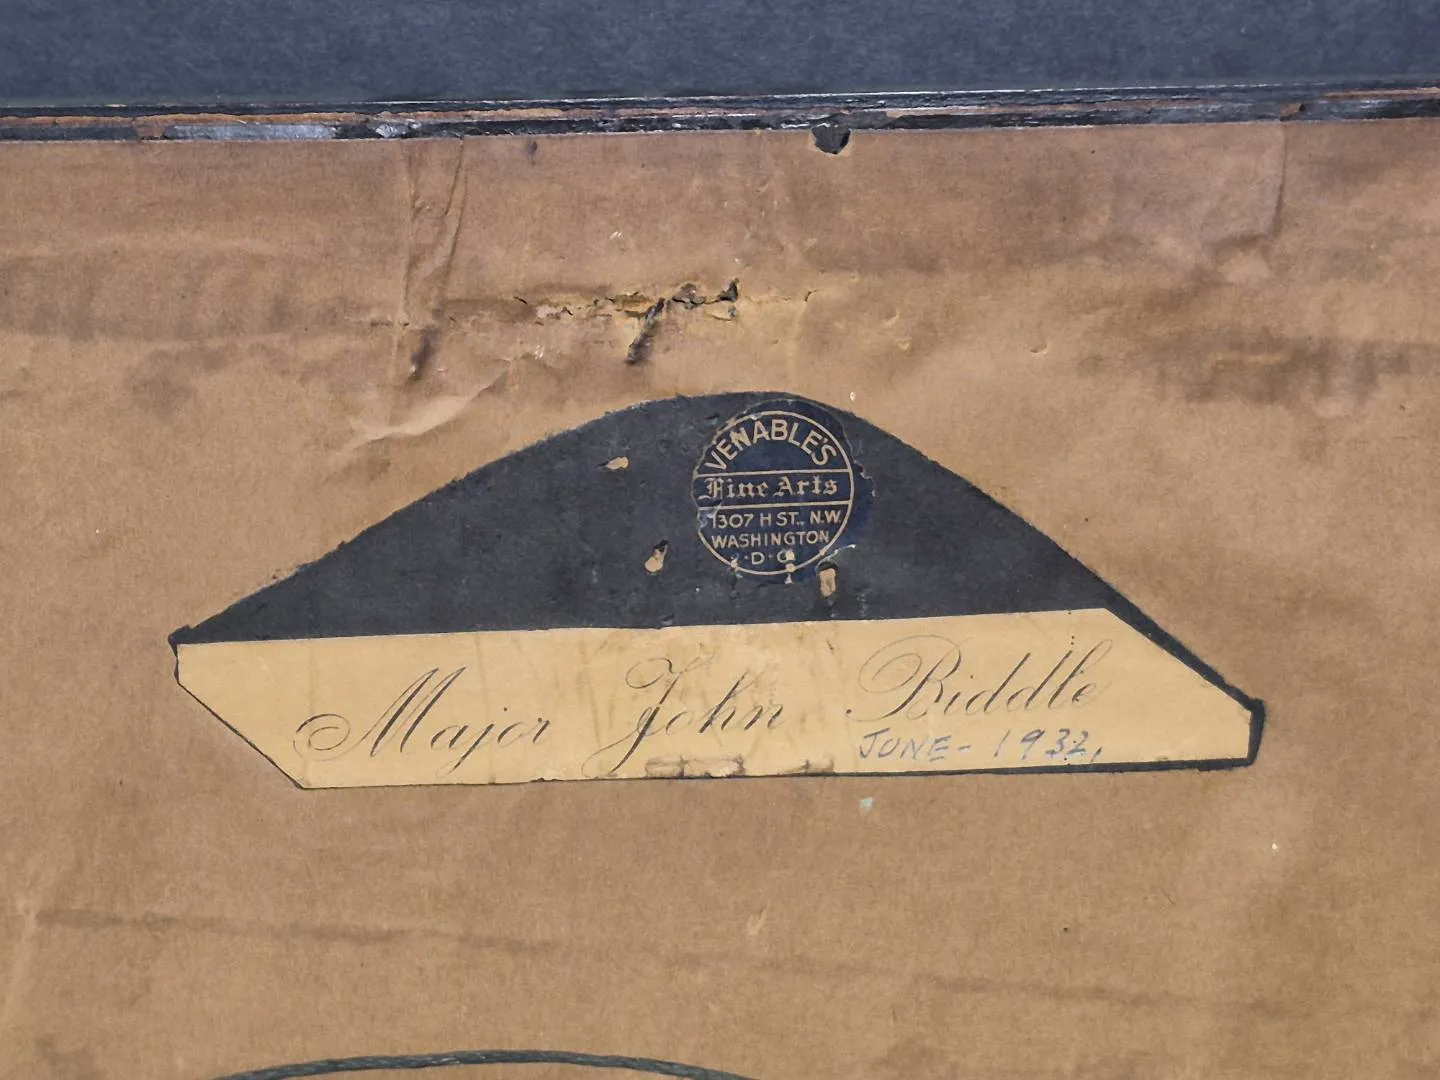 VENABLE'S
Fine Arts
1307 H ST., N.W.
WASHINGTON
·D·C·
Major John Biddle
JUNE - 1932,